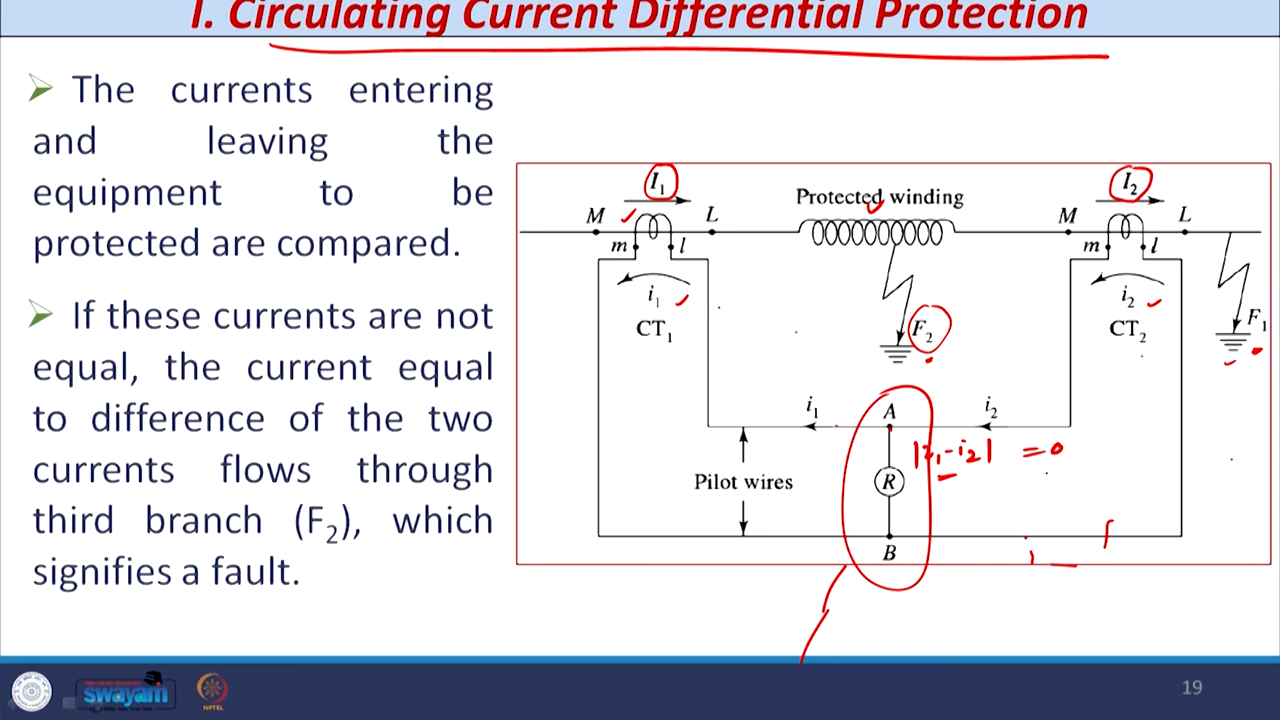 I. Circulating Current Differential Protection
➢ The currents entering
and leaving the
equipment to be
protected are compared.
➢ If these currents are not
equal, the current equal
to difference of the two
currents flows through
third branch (F₂), which
signifies a fault.
I₁
Protected winding
I₂
M L M L
m l m l
i₁ i₂
CT₁ CT₂
F₂ F₁
i₁ A i₂
|i₁-i₂| =0
Pilot wires R
B
swayam
NPTEL
19